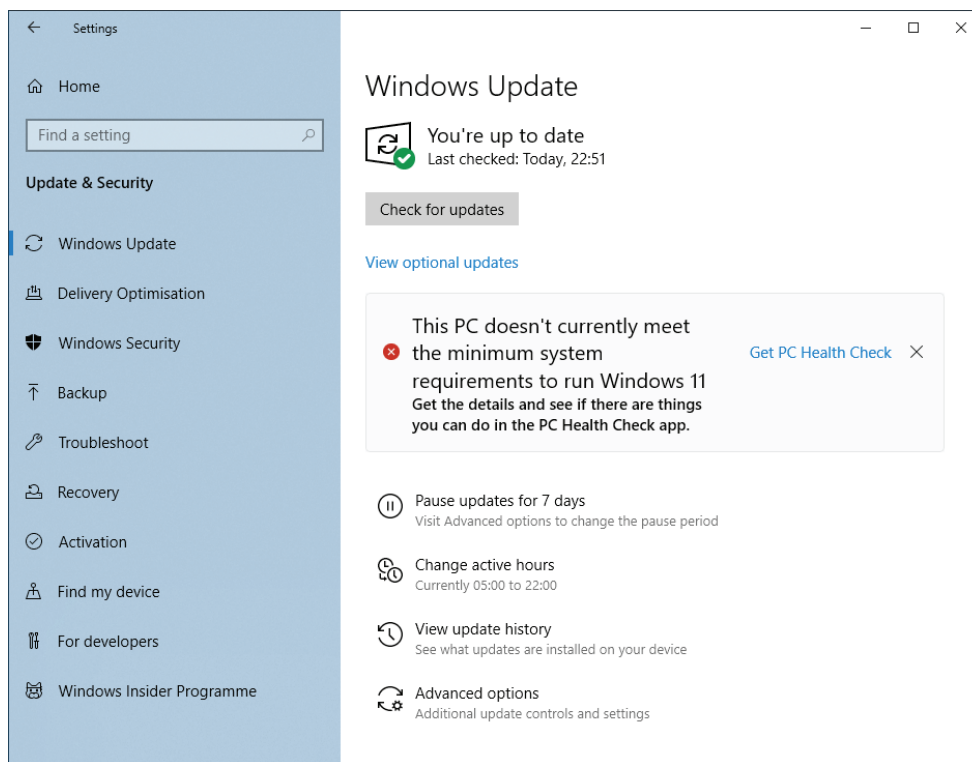 Settings
Home
Find a setting
Update & Security
Windows Update
Delivery Optimisation
Windows Security
Backup
Troubleshoot
Recovery
Activation
Find my device
For developers
Windows Insider Programme
Windows Update
You're up to date
Last checked: Today, 22:51
Check for updates
View optional updates
This PC doesn't currently meet
the minimum system
requirements to run Windows 11
Get the details and see if there are things
you can do in the PC Health Check app.
Get PC Health Check
Pause updates for 7 days
Visit Advanced options to change the pause period
Change active hours
Currently 05:00 to 22:00
View update history
See what updates are installed on your device
Advanced options
Additional update controls and settings